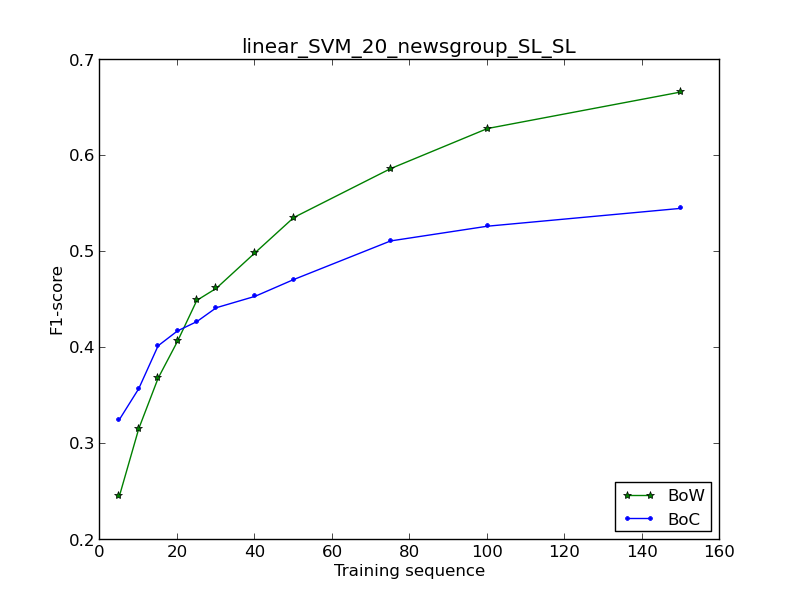 linear_SVM_20_newsgroup_SL_SL
0.7
0.6
0.5
0.4
0.3
0.2
F1-score
0 20 40 60 80 100 120 140 160
Training sequence
BoW
BoC